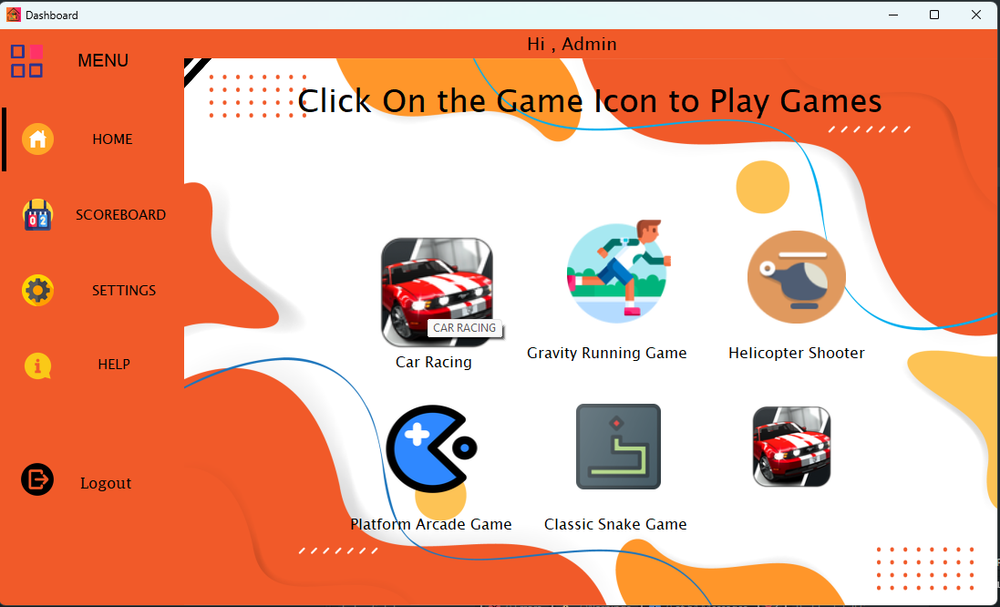 Dashboard
Hi , Admin
MENU
Click On the Game Icon to Play Games
HOME
SCOREBOARD
SETTINGS
HELP
Logout
CAR RACING
Car Racing
Gravity Running Game
Helicopter Shooter
Platform Arcade Game
Classic Snake Game